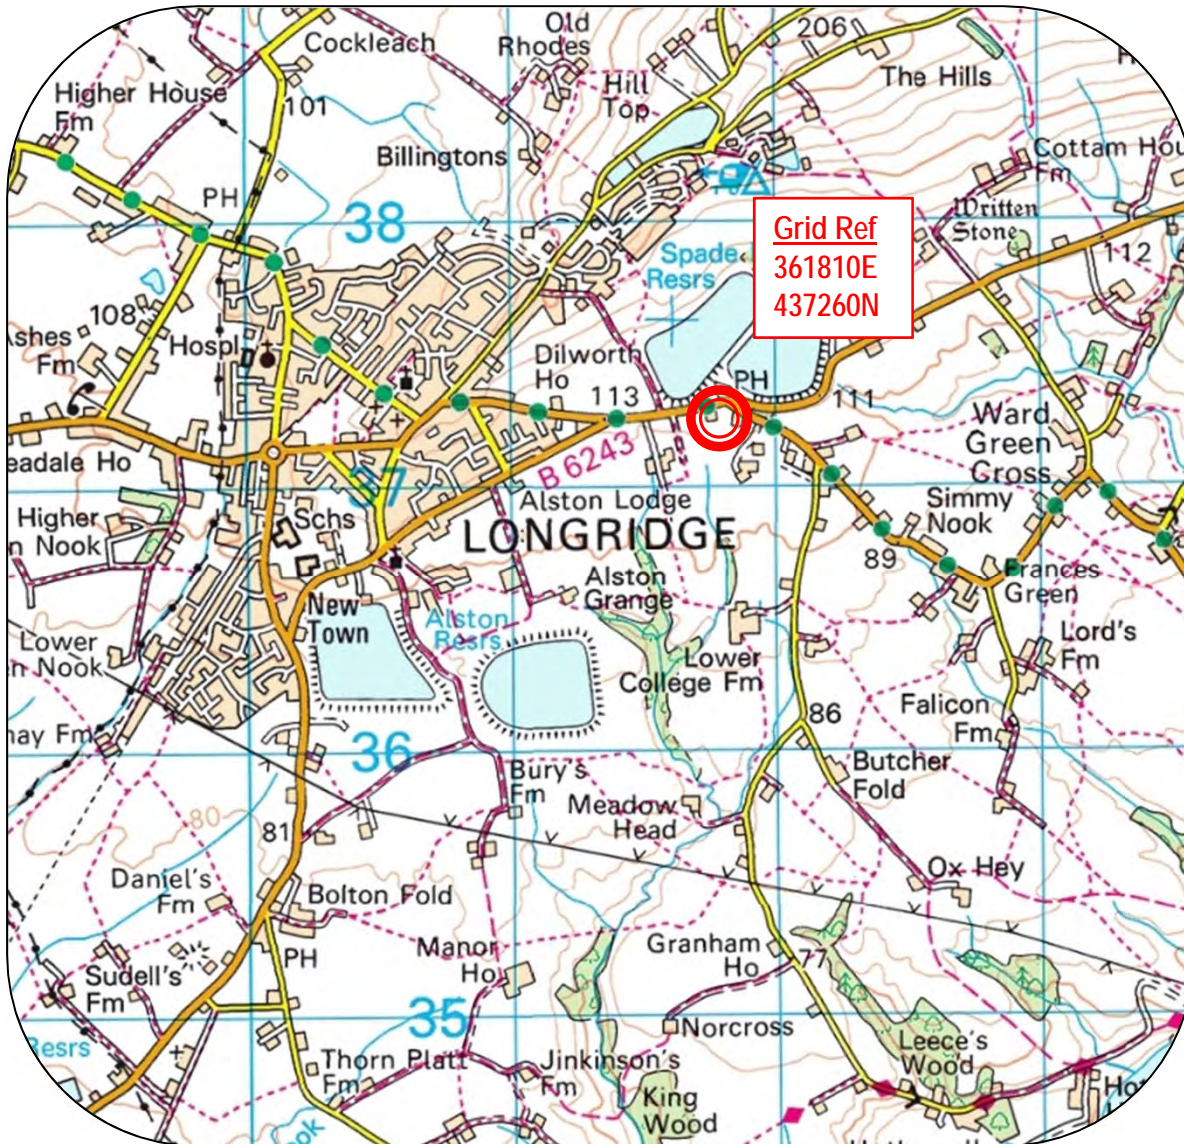 Cockleach
Old
Rhodes
206
The Hills
Higher House
Fm
101
Hill
Top
Billingtons
Cottam Hou
Fm
PH
38
Written
Stone
Grid Ref
361810E
437260N
Spade
Resrs
112
108
Ashes
Fm
Hospl
Dilworth
Ho
113
PH
111
eadale Ho
37
B 6243
Ward
Green
Cross
Higher
n Nook
Schs
Alston Lodge
LONGRIDGE
Simmy
Nook
89
Alston
Grange
Frances
Green
New
Town
Alston
Resrs
Lower
en Nook
Lower
College Fm
Lord's
Fm
86
Falicon
Fm
hay Fm
36
Bury's
Fm
Butcher
Fold
Meadow
Head
80
81
Ox Hey
Daniel's
Fm
Bolton Fold
Manor
Ho
Granham
Ho
77
PH
Sudell's
Fm
35
Norcross
Resrs
Leece's
Wood
Thorn Platt
Fm
Jinkinson's
Fm
King
Wood
ook